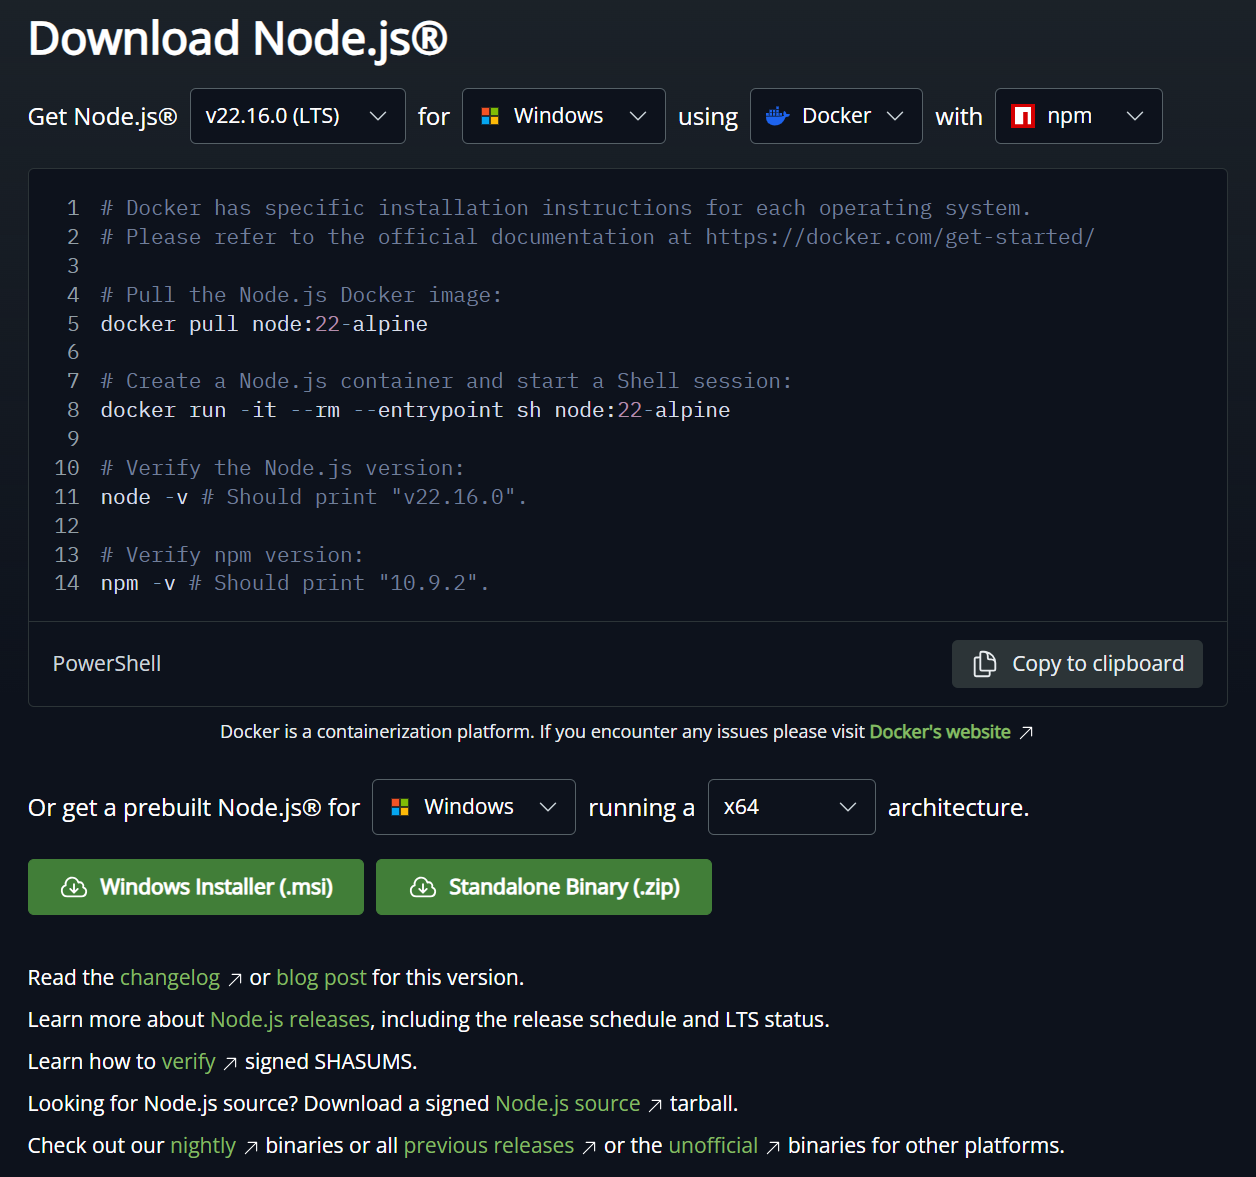 Download Node.js®
Get Node.js® v22.16.0 (LTS) for Windows using Docker with npm
1 # Docker has specific installation instructions for each operating system.
2 # Please refer to the official documentation at https://docker.com/get-started/
3
4 # Pull the Node.js Docker image:
5 docker pull node:22-alpine
6
7 # Create a Node.js container and start a Shell session:
8 docker run -it --rm --entrypoint sh node:22-alpine
9
10 # Verify the Node.js version:
11 node -v # Should print "v22.16.0".
12
13 # Verify npm version:
14 npm -v # Should print "10.9.2".
PowerShell Copy to clipboard
Docker is a containerization platform. If you encounter any issues please visit Docker's website
Or get a prebuilt Node.js® for Windows running a x64 architecture.
Windows Installer (.msi) Standalone Binary (.zip)
Read the changelog or blog post for this version.
Learn more about Node.js releases, including the release schedule and LTS status.
Learn how to verify signed SHASUMS.
Looking for Node.js source? Download a signed Node.js source tarball.
Check out our nightly binaries or all previous releases or the unofficial binaries for other platforms.